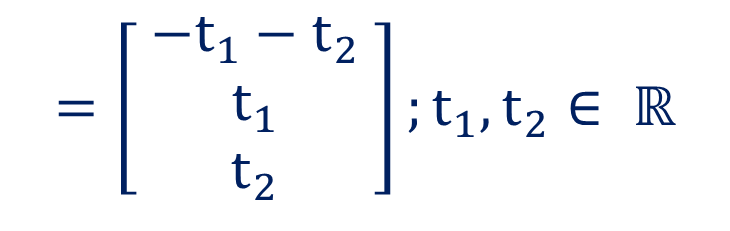 = [ −t₁ − t₂
t₁
t₂ ] ; t₁, t₂ ∈ ℝ